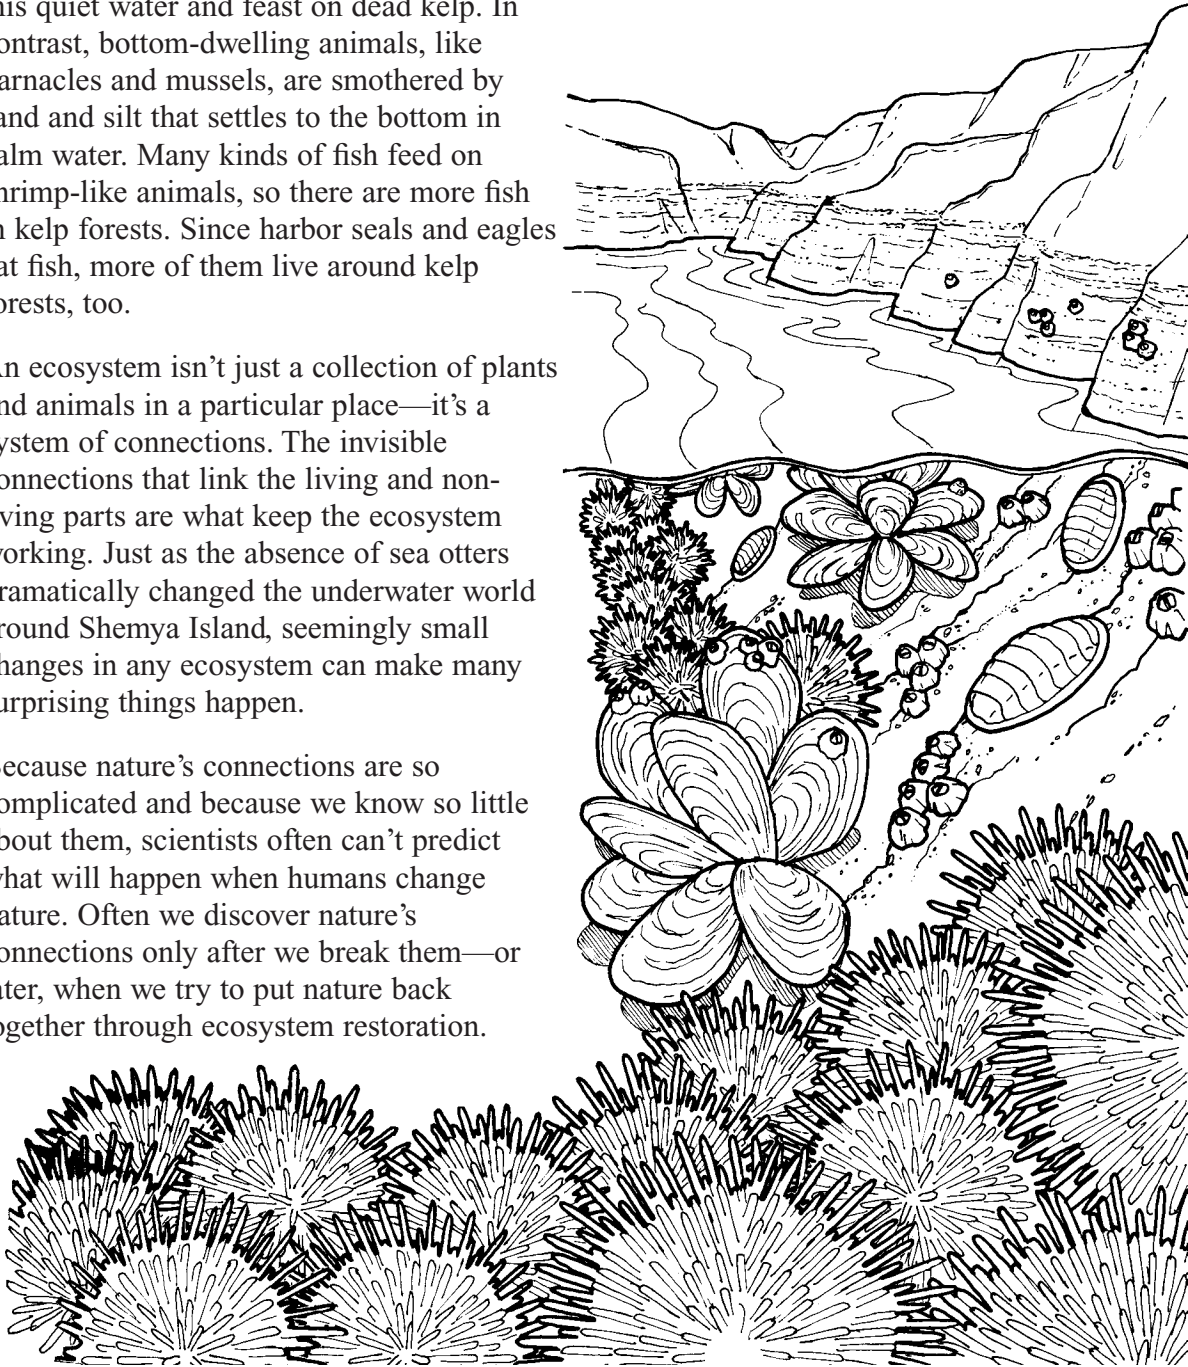 his quiet water and feast on dead kelp. In
ontrast, bottom-dwelling animals, like
arnacles and mussels, are smothered by
and and silt that settles to the bottom in
alm water. Many kinds of fish feed on
hrimp-like animals, so there are more fish
n kelp forests. Since harbor seals and eagles
at fish, more of them live around kelp
orests, too.
An ecosystem isn’t just a collection of plants
nd animals in a particular place—it’s a
ystem of connections. The invisible
onnections that link the living and non-
iving parts are what keep the ecosystem
working. Just as the absence of sea otters
ramatically changed the underwater world
round Shemya Island, seemingly small
hanges in any ecosystem can make many
urprising things happen.
Because nature’s connections are so
omplicated and because we know so little
bout them, scientists often can’t predict
what will happen when humans change
ature. Often we discover nature’s
onnections only after we break them—or
ater, when we try to put nature back
ogether through ecosystem restoration.